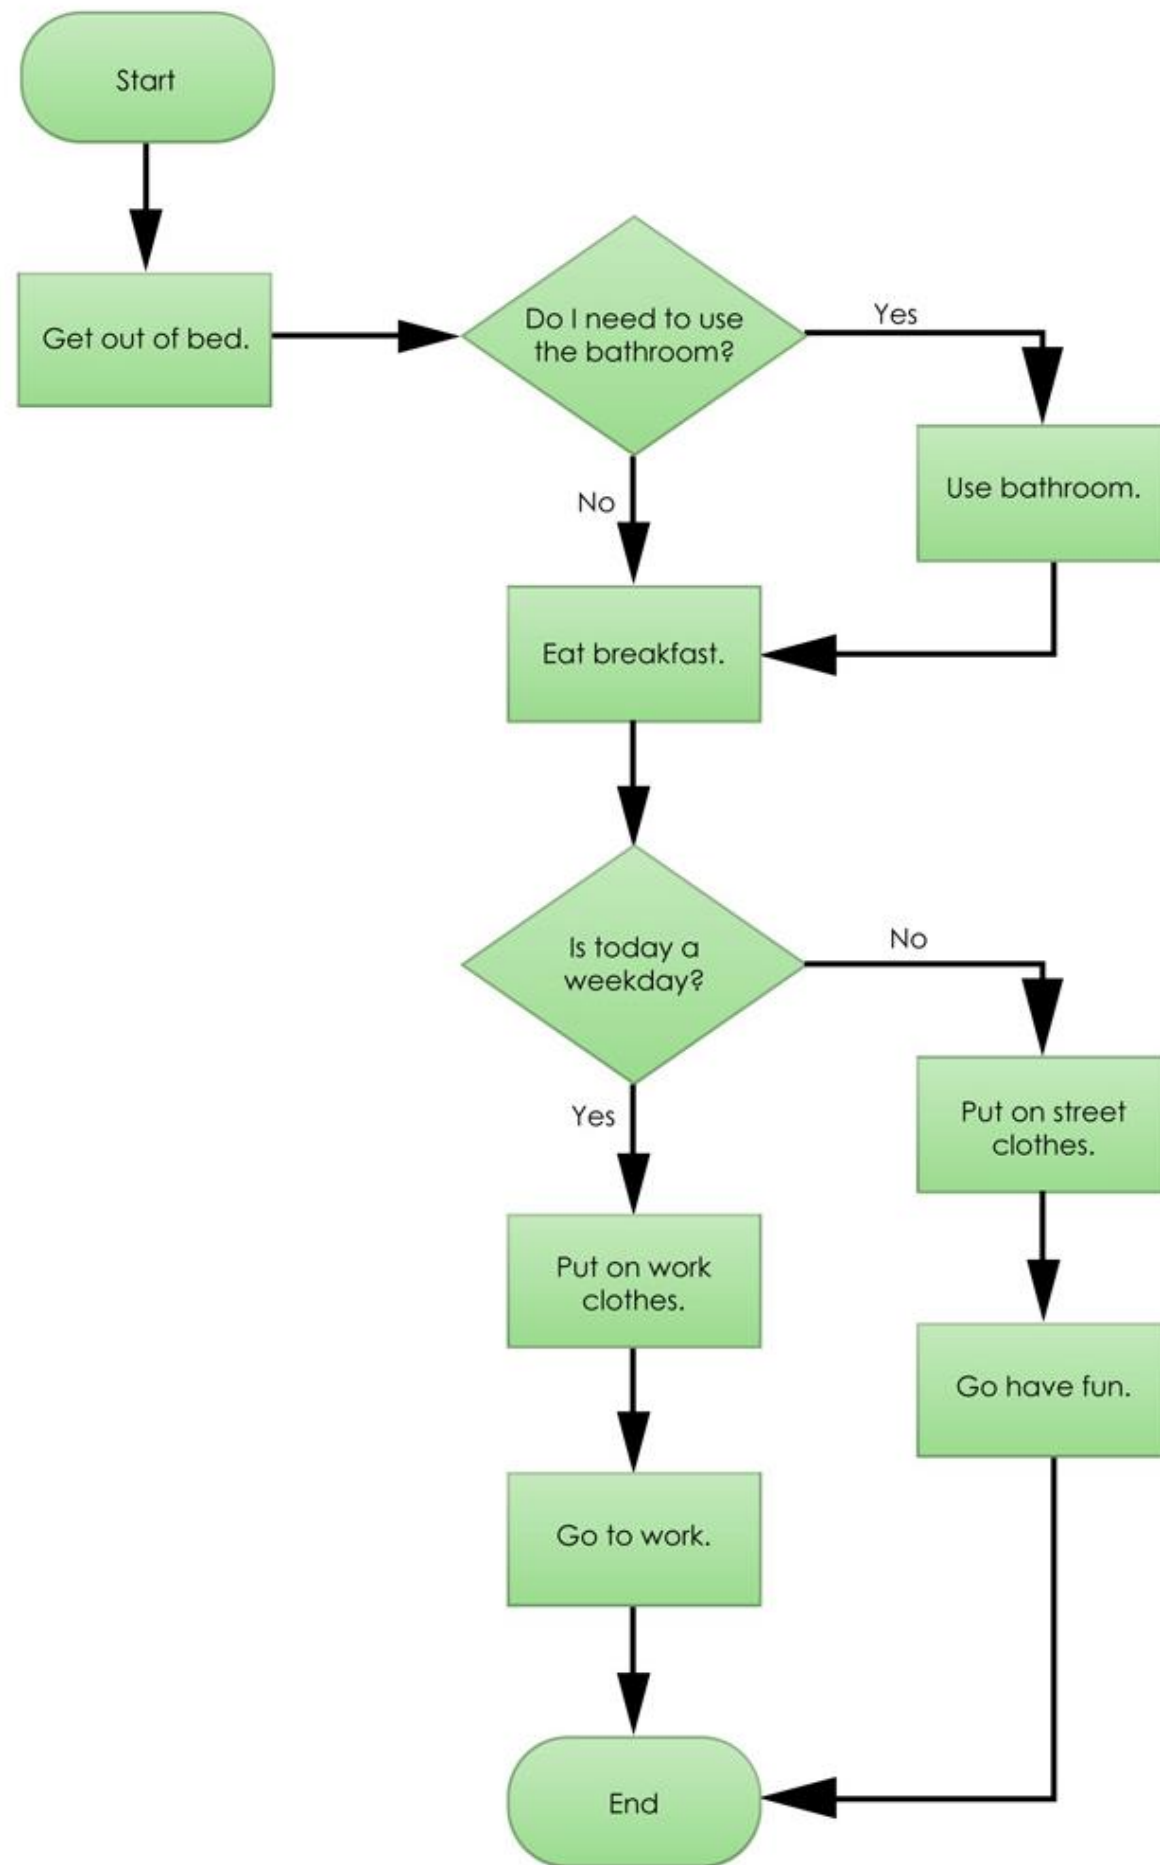 Start
Get out of bed.
Do I need to use
the bathroom?
Yes
Use bathroom.
No
Eat breakfast.
Is today a
weekday?
No
Put on street
clothes.
Yes
Put on work
clothes.
Go have fun.
Go to work.
End